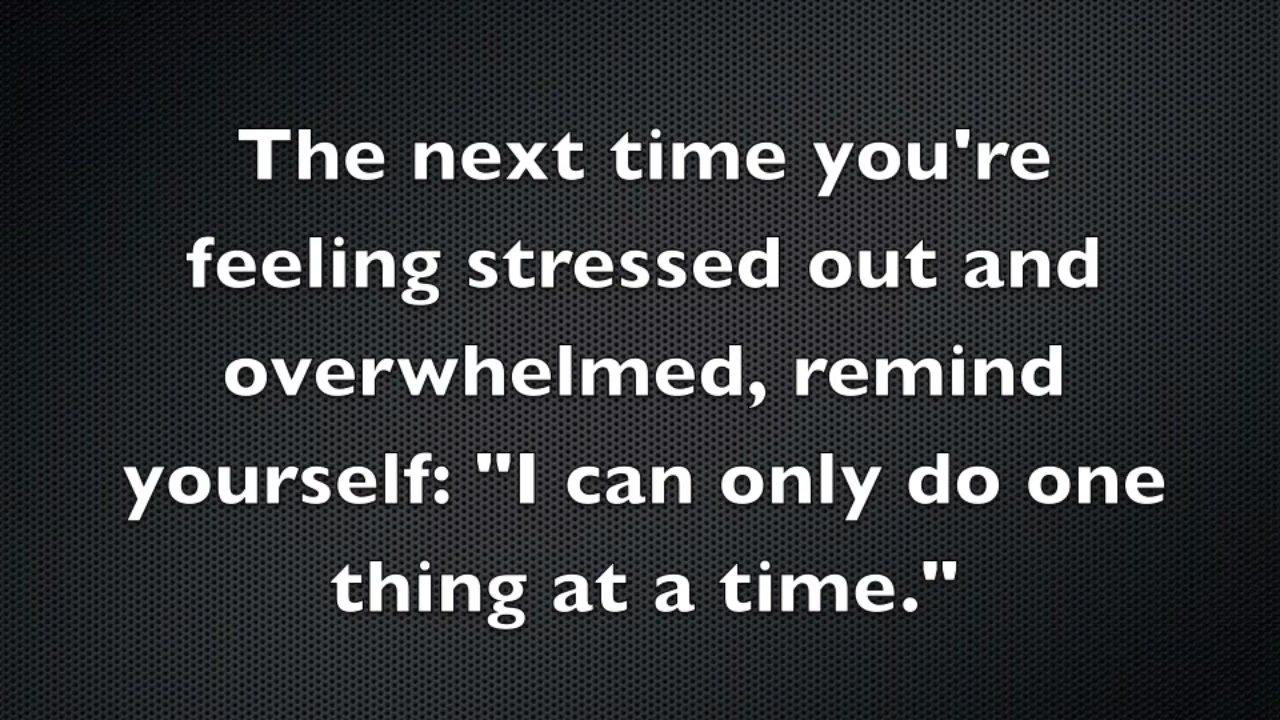 The next time you're
feeling stressed out and
overwhelmed, remind
yourself: "I can only do one
thing at a time."